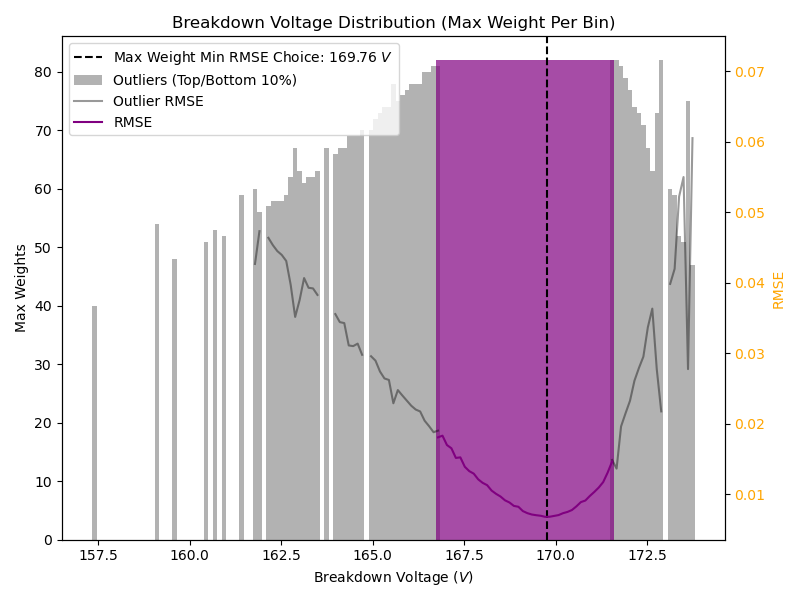 Breakdown Voltage Distribution (Max Weight Per Bin)
Max Weight Min RMSE Choice: 169.76 V
Outliers (Top/Bottom 10%)
Outlier RMSE
RMSE
Max Weights
80
70
60
50
40
30
20
10
0
0.07
0.06
0.05
0.04
0.03
0.02
0.01
RMSE
157.5 160.0 162.5 165.0 167.5 170.0 172.5
Breakdown Voltage (V)